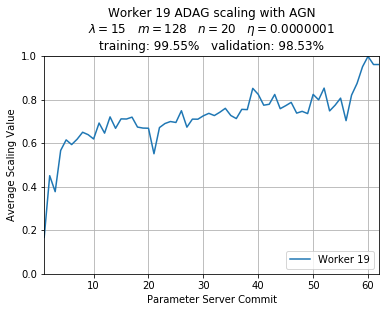 Worker 19 ADAG scaling with AGN
λ = 15 m = 128 n = 20 η = 0.0000001
training: 99.55% validation: 98.53%
1.0
0.8
0.6
0.4
0.2
0.0
Average Scaling Value
10
20
30
40
50
60
Parameter Server Commit
Worker 19